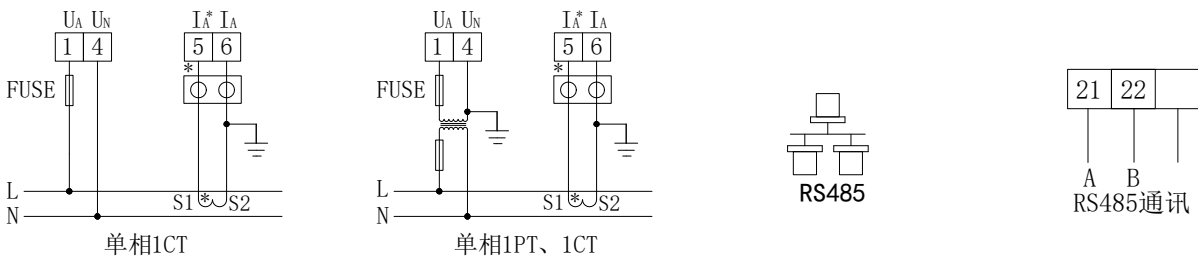 UA UN IA* IA
1 4 5 6
*
FUSE
L
N
S1 * S2
单相1CT
UA UN IA* IA
1 4 5 6
*
FUSE
L
N
S1 * S2
单相1PT、1CT
RS485
21 22
A B
RS485通讯